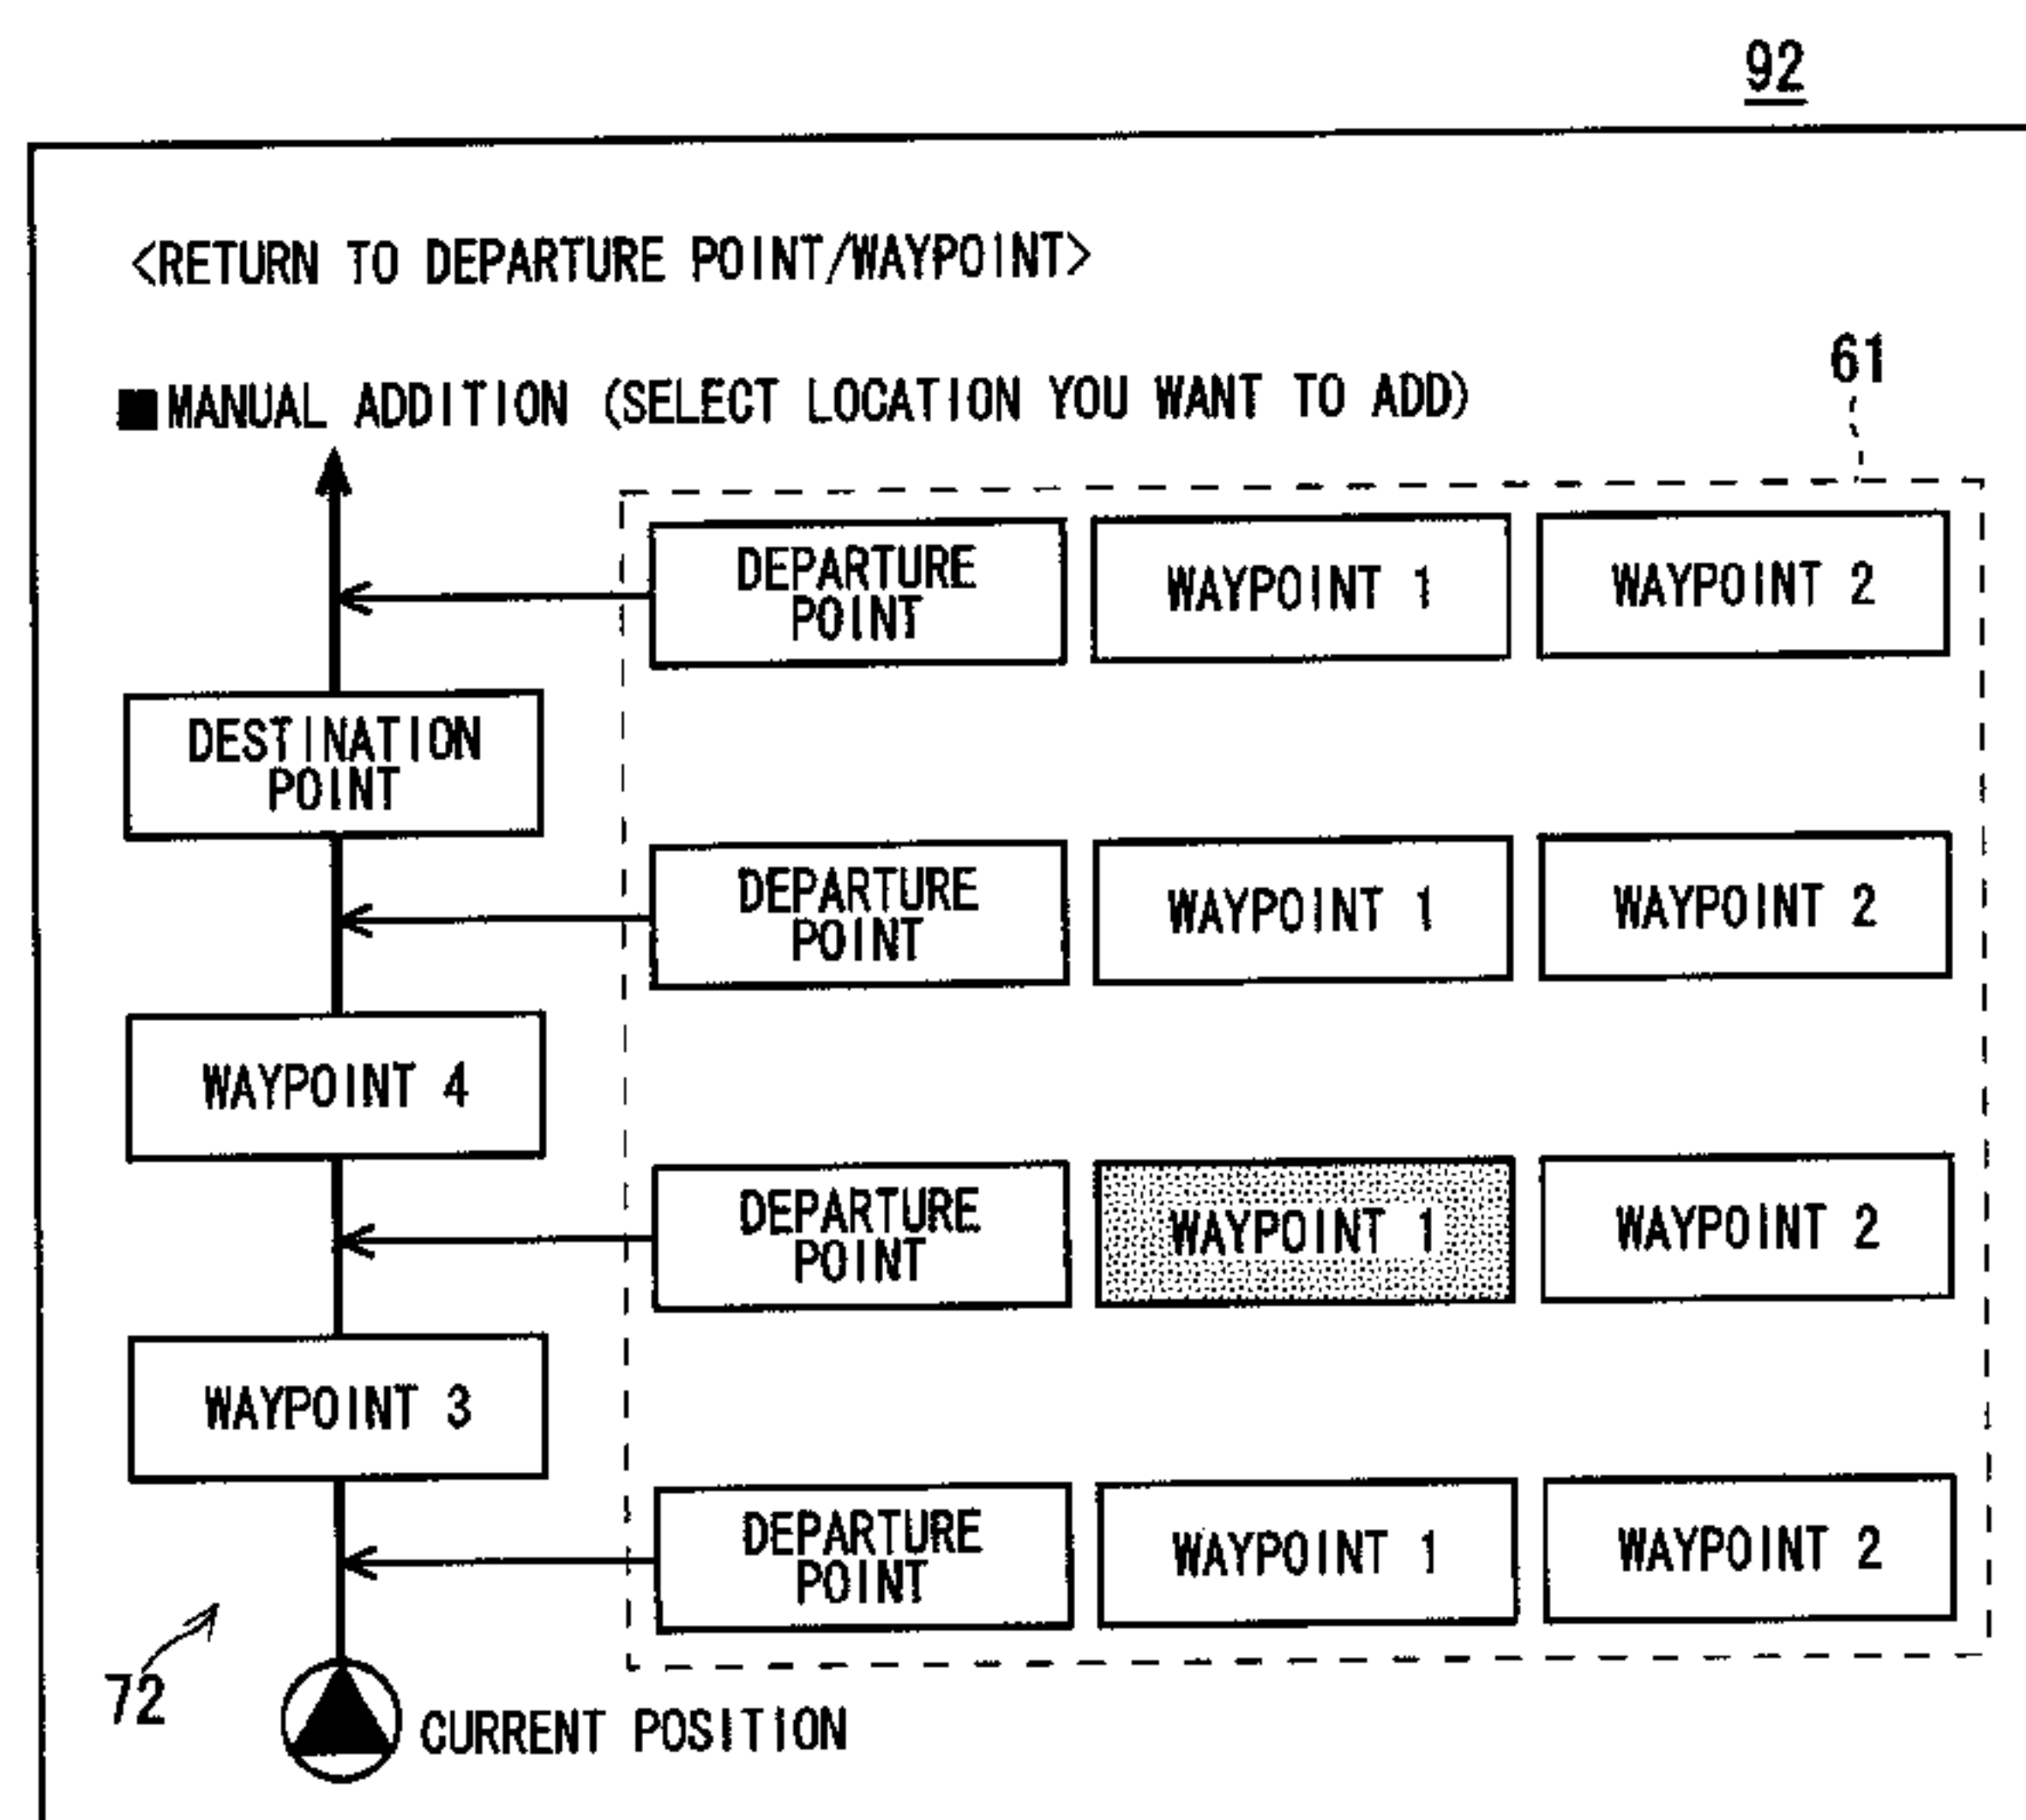 92
<RETURN TO DEPARTURE POINT/WAYPOINT>
61
■MANUAL ADDITION (SELECT LOCATION YOU WANT TO ADD)
DEPARTURE
POINT
WAYPOINT 1
WAYPOINT 2
DESTINATION
POINT
DEPARTURE
POINT
WAYPOINT 1
WAYPOINT 2
WAYPOINT 4
DEPARTURE
POINT
WAYPOINT 1
WAYPOINT 2
WAYPOINT 3
DEPARTURE
POINT
WAYPOINT 1
WAYPOINT 2
72
CURRENT POSITION